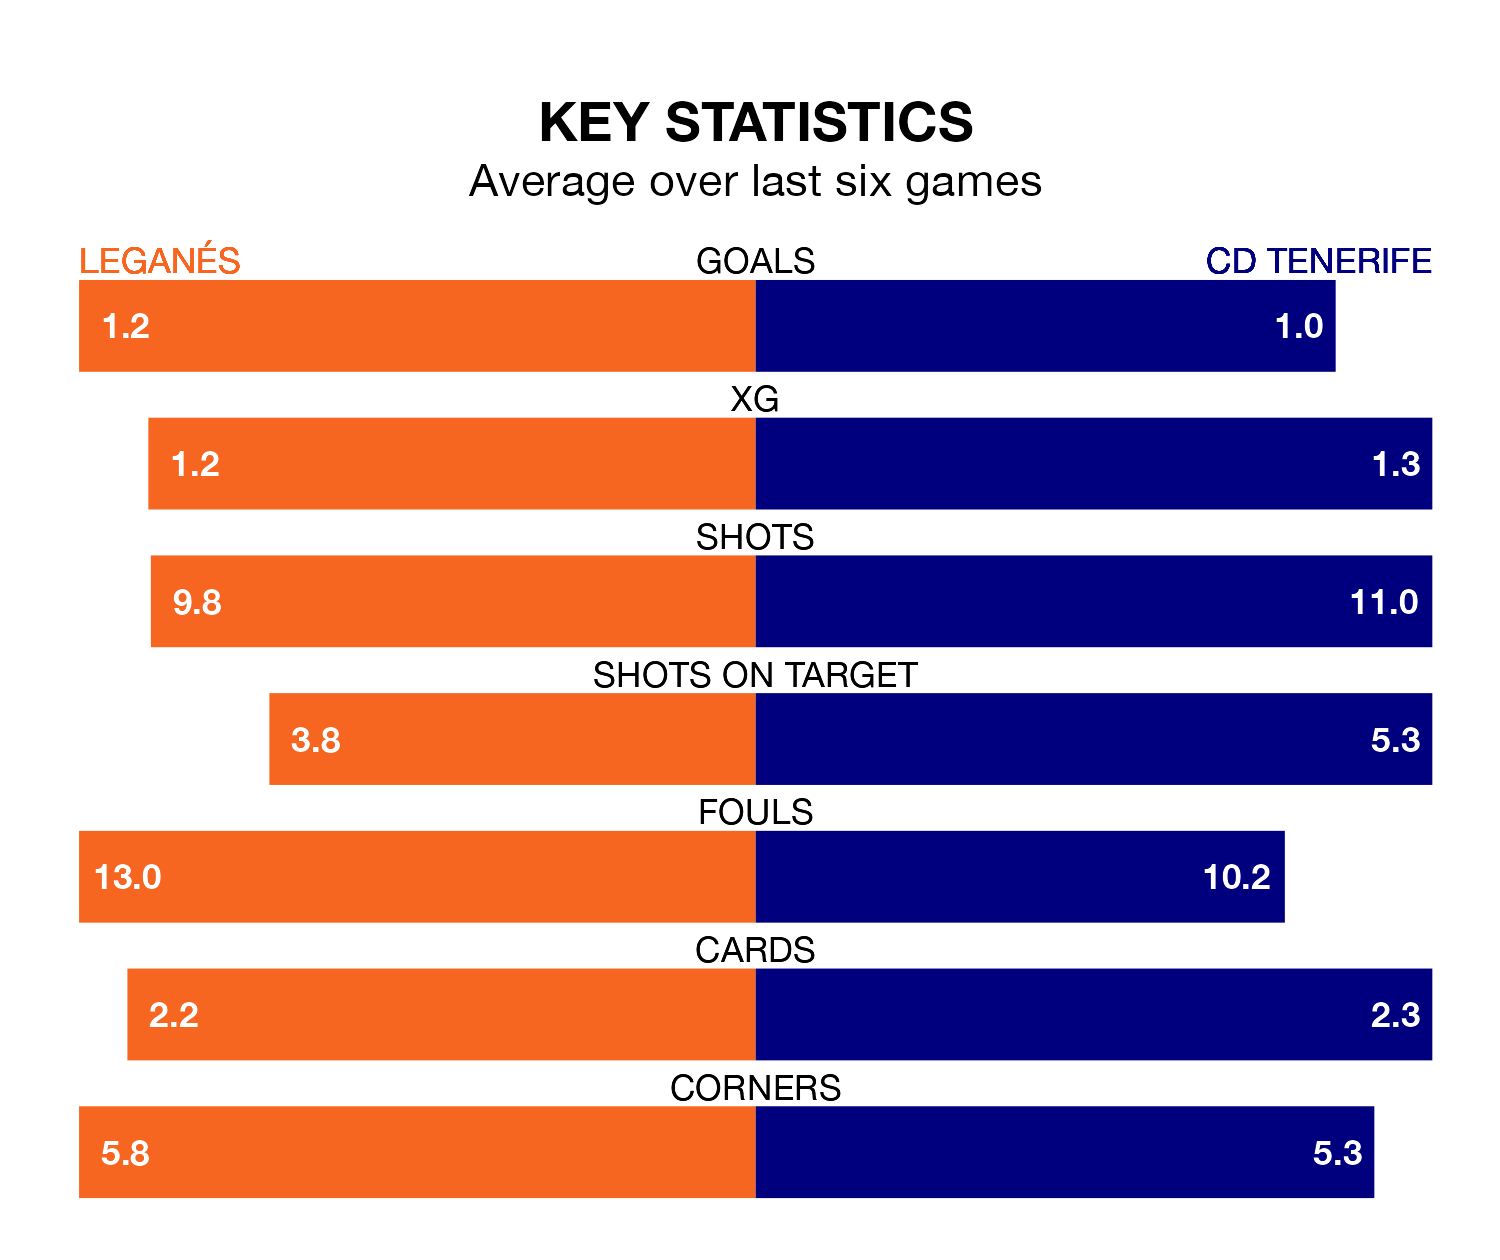 KEY STATISTICS
Average over last six games
LEGANÉS GOALS CD TENERIFE
1.2 1.0
XG
1.2 1.3
SHOTS
9.8 11.0
SHOTS ON TARGET
3.8 5.3
FOULS
13.0 10.2
CARDS
2.2 2.3
CORNERS
5.8 5.3